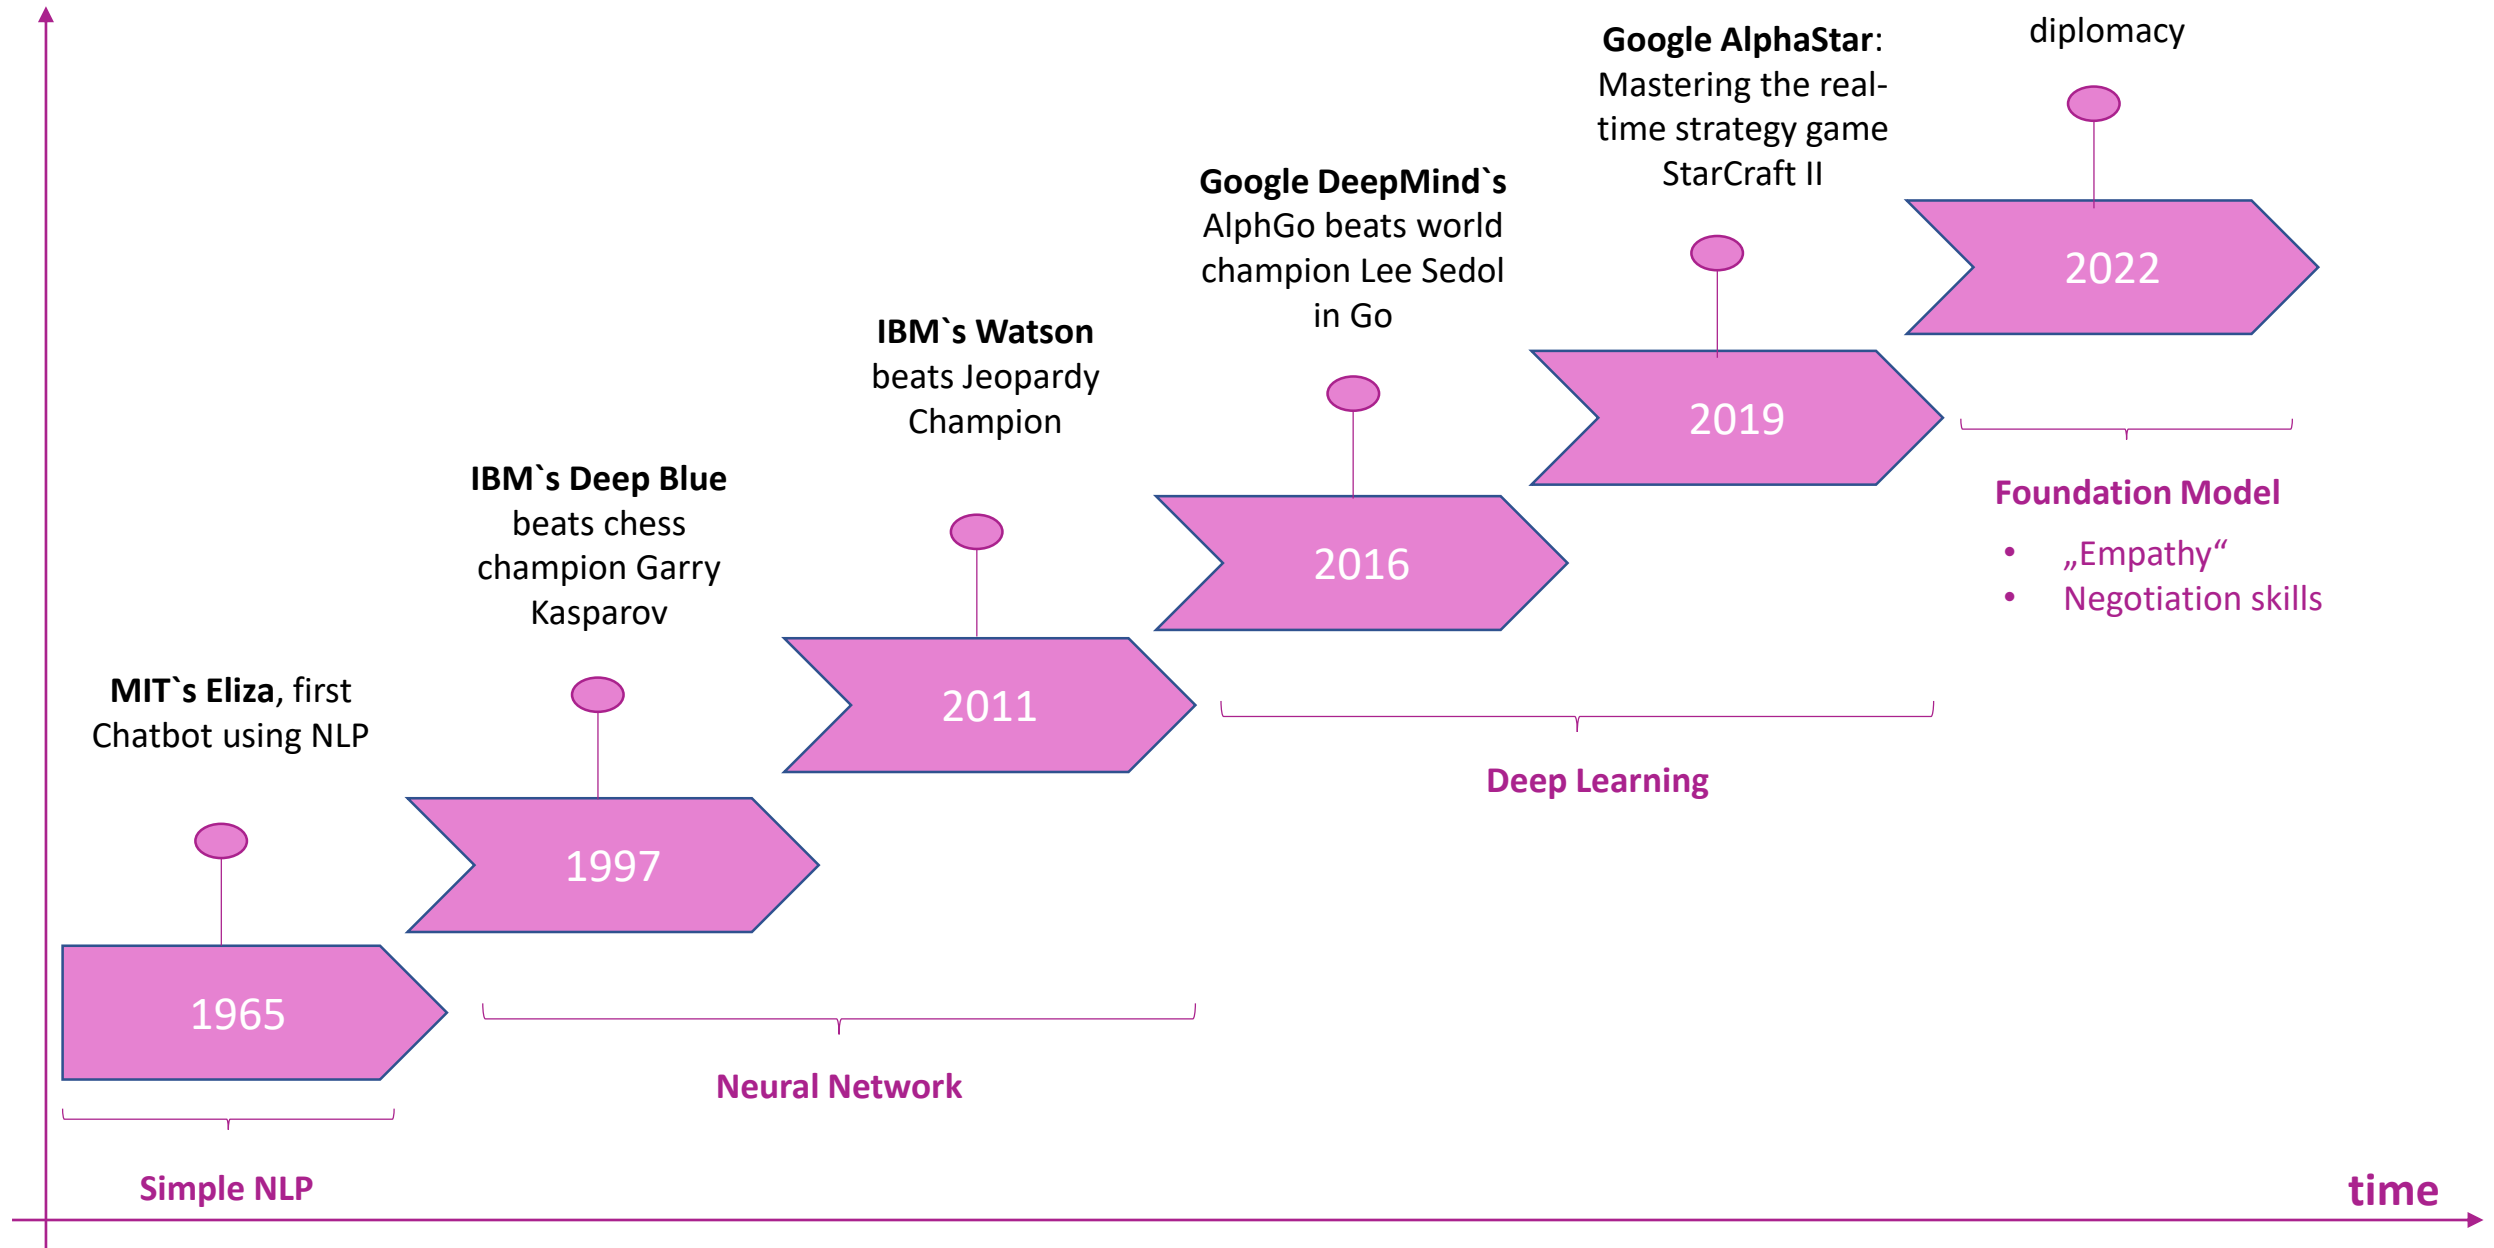 diplomacy
Google AlphaStar:
Mastering the real-
time strategy game
StarCraft II
Google DeepMind`s
AlphGo beats world
champion Lee Sedol
in Go
2022
IBM`s Watson
beats Jeopardy
Champion
2019
IBM`s Deep Blue
beats chess
champion Garry
Kasparov
Foundation Model
• „Empathy“
• Negotiation skills
2016
MIT`s Eliza, first
Chatbot using NLP
2011
Deep Learning
1997
1965
Neural Network
Simple NLP
time